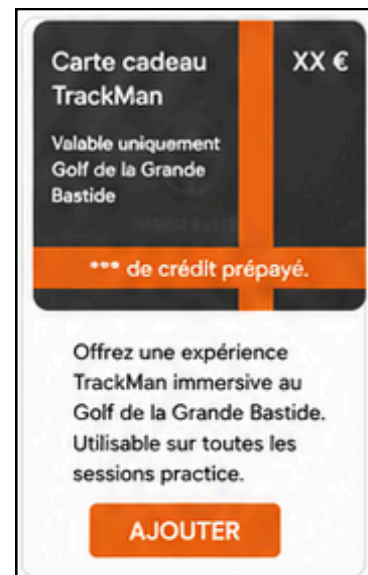 Carte cadeau
TrackMan
XX €
Valable uniquement
Golf de la Grande
Bastide
*** de crédit prépayé.
Offrez une expérience
TrackMan immersive au
Golf de la Grande Bastide.
Utilisable sur toutes les
sessions practice.
AJOUTER